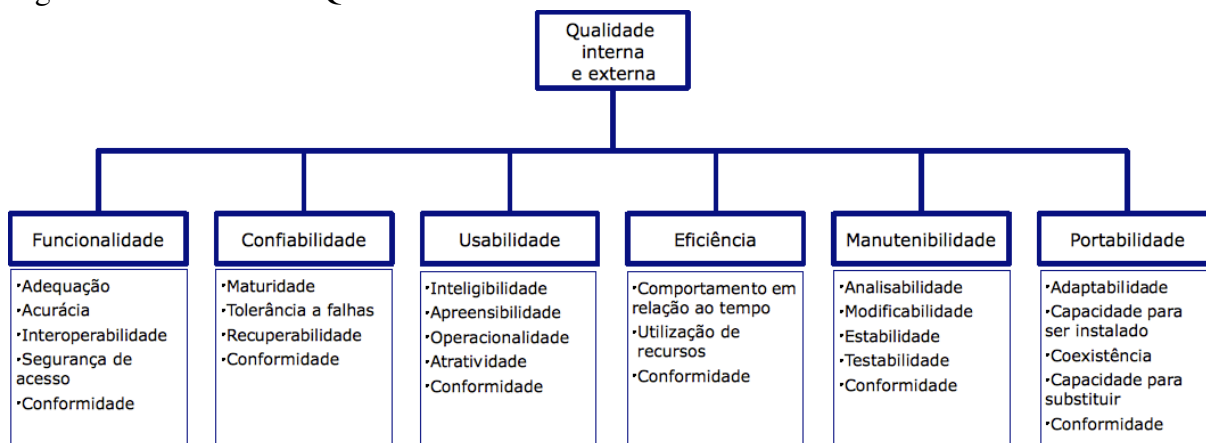 Qualidade
interna
e externa
Funcionalidade
•Adequação
•Acurácia
•Interoperabilidade
•Segurança de
acesso
•Conformidade
Confiabilidade
•Maturidade
•Tolerância a falhas
•Recuperabilidade
•Conformidade
Usabilidade
•Inteligibilidade
•Apreensibilidade
•Operacionalidade
•Atratividade
•Conformidade
Eficiência
•Comportamento em
relação ao tempo
•Utilização de
recursos
•Conformidade
Manutenibilidade
•Analisabilidade
•Modificabilidade
•Estabilidade
•Testabilidade
•Conformidade
Portabilidade
•Adaptabilidade
•Capacidade para
ser instalado
•Coexistência
•Capacidade para
substituir
•Conformidade